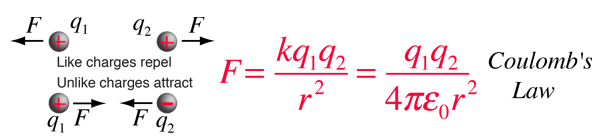 F q₁ q₂ F
+ +
Like charges repel
Unlike charges attract
+ -
q₁ F F q₂
F = kq₁q₂ / r² = q₁q₂ / 4πε₀r²
Coulomb's
Law